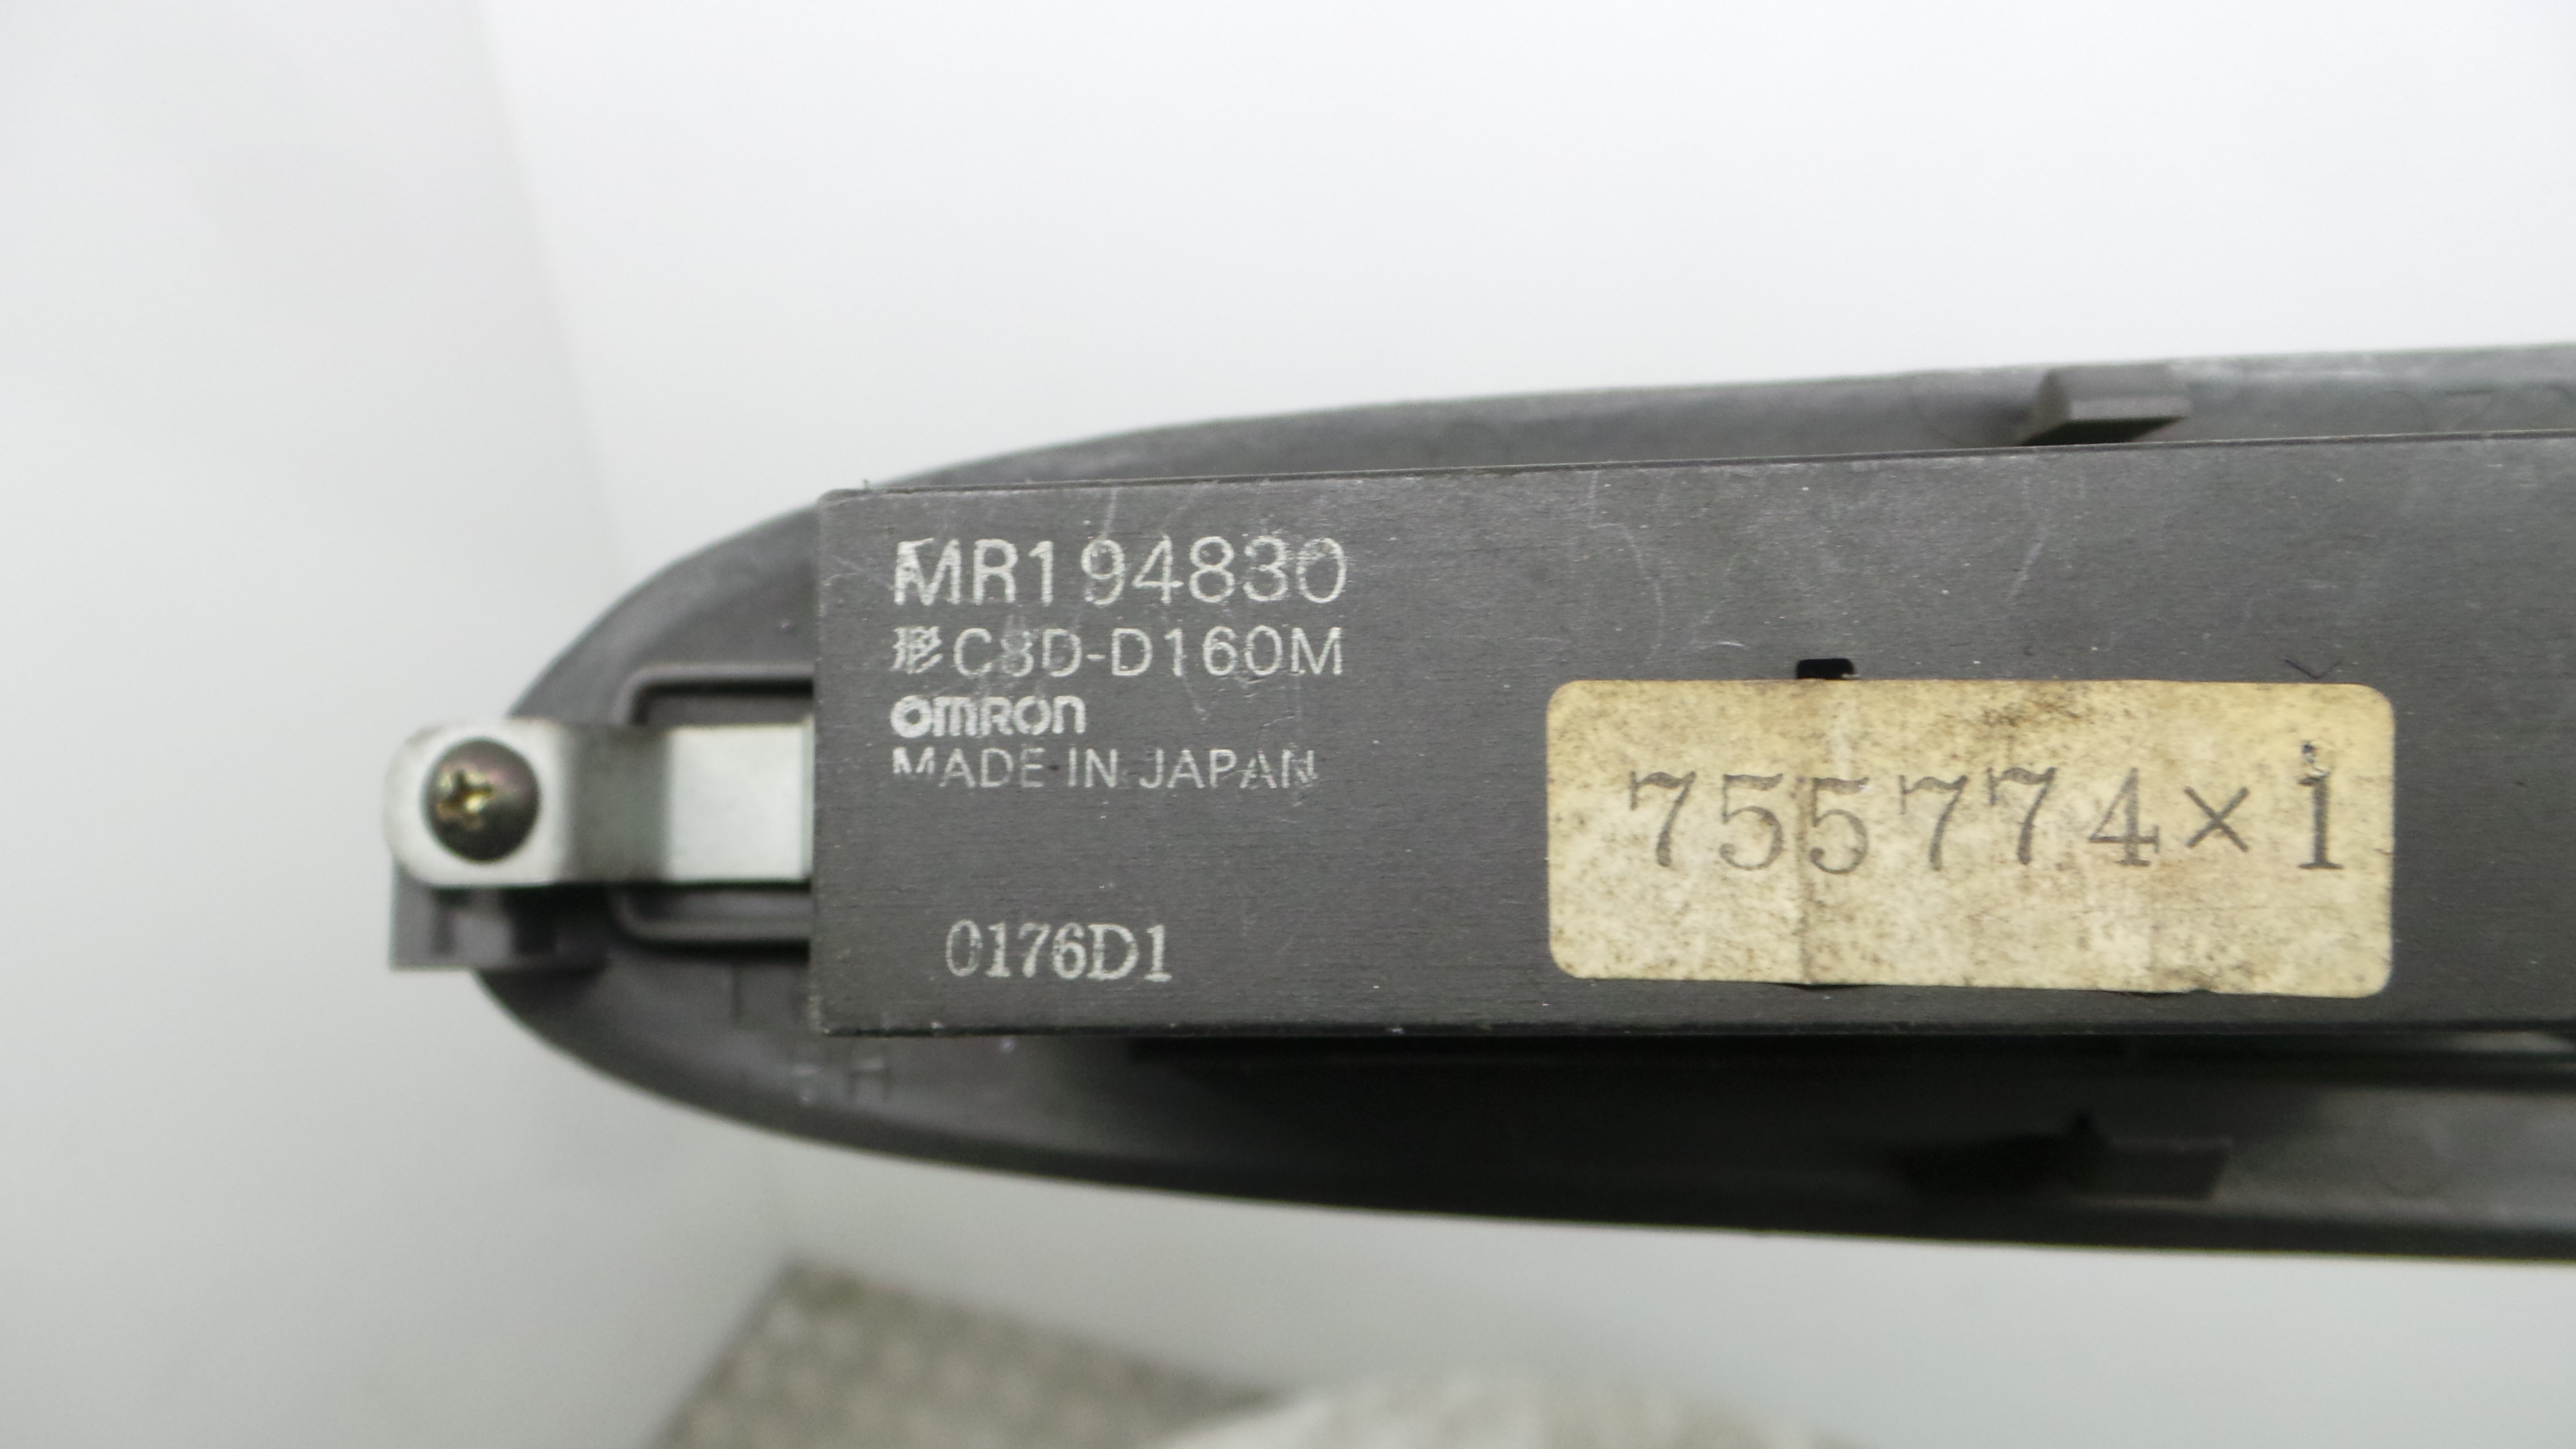 MR194830
形C8D-D160M
omron
MADE IN JAPAN
755774×1
0176D1